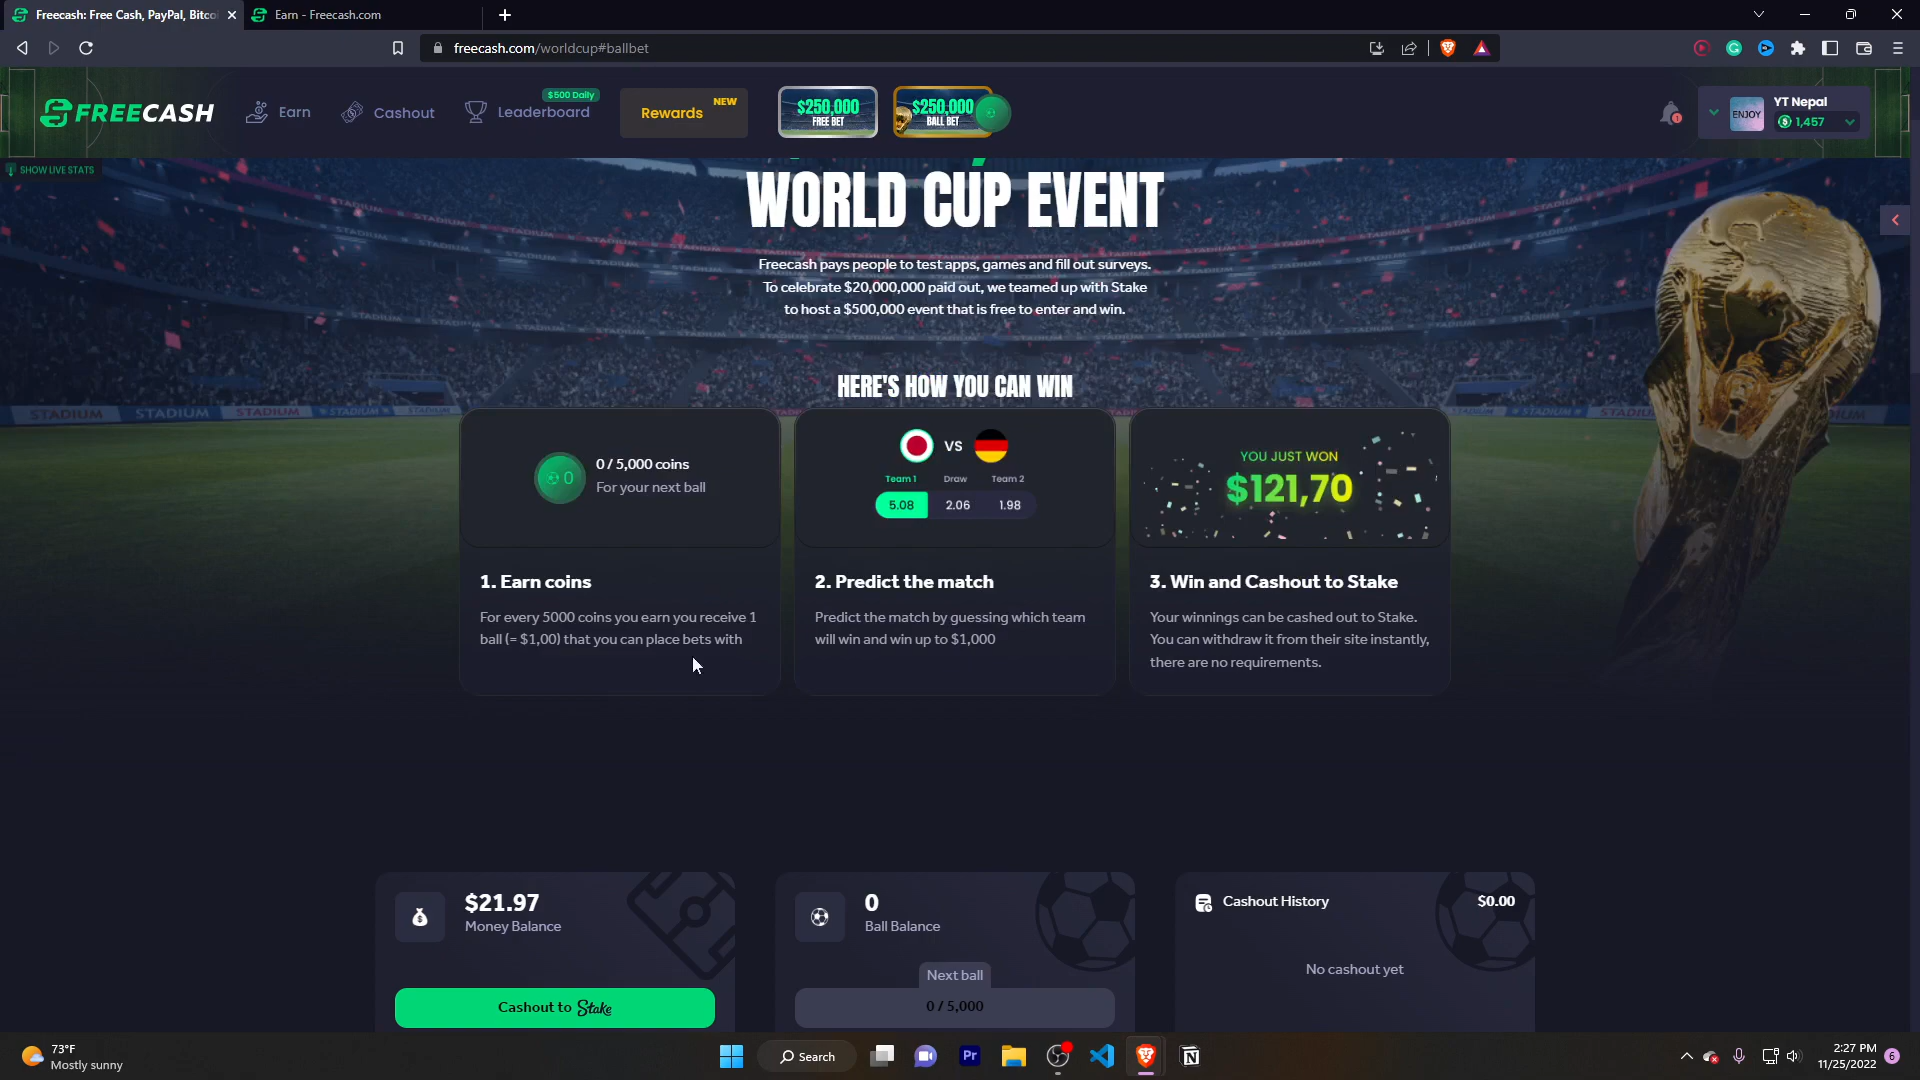 Freecash: Free Cash, PayPal, Bitco
Earn - Freecash.com
freecash.com/worldcup#ballbet
FREECASH
Earn
Cashout
Leaderboard
$500 Daily
Rewards
NEW
$250,000
FREE BET
$250,000
BALL BET
1
ENJOY
YT Nepal
1,457
SHOW LIVE STATS
WORLD CUP EVENT
Freecash pays people to test apps, games and fill out surveys.
To celebrate $20,000,000 paid out, we teamed up with Stake
to host a $500,000 event that is free to enter and win.
HERE'S HOW YOU CAN WIN
STADIUM STADIUM STADIUM STADIUM STADIUM
0
0 / 5,000 coins
For your next ball
VS
Team 1 Draw Team 2
5.08 2.06 1.98
YOU JUST WON
$121,70
1. Earn coins
For every 5000 coins you earn you receive 1
ball (= $1,00) that you can place bets with
2. Predict the match
Predict the match by guessing which team
will win and win up to $1,000
3. Win and Cashout to Stake
Your winnings can be cashed out to Stake.
You can withdraw it from their site instantly,
there are no requirements.
$21.97
Money Balance
Cashout to Stake
0
Ball Balance
Next ball
0 / 5,000
Cashout History
$0.00
No cashout yet
73°F
Mostly sunny
Search
Pr
2:27 PM
11/25/2022
6